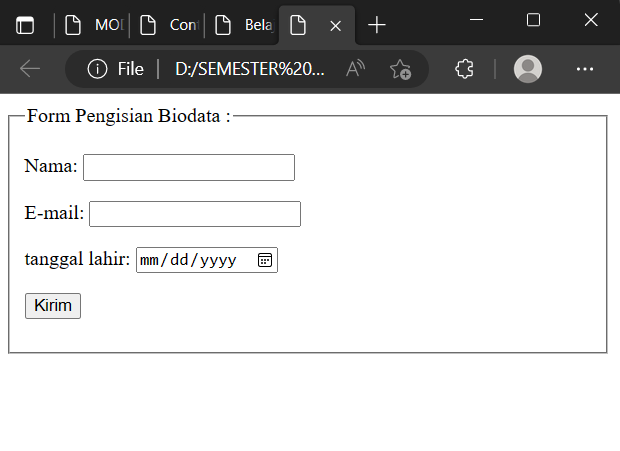 MO
Con
Bela
File
D:/SEMESTER%20...
Form Pengisian Biodata :
Nama:
E-mail:
tanggal lahir: mm/dd/yyyy
Kirim